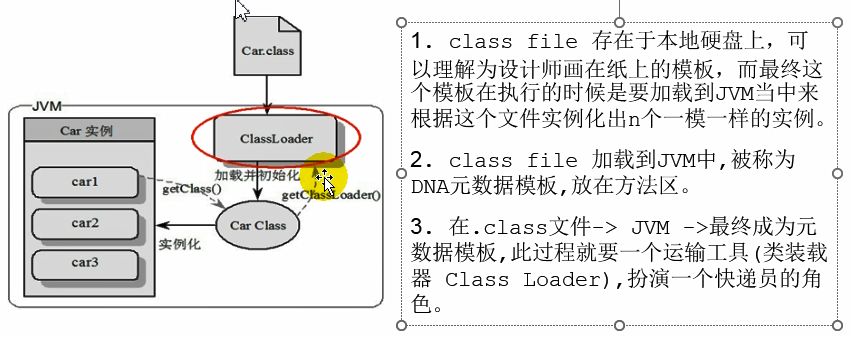 Car.class
JVM
Car 实例
ClassLoader
car1
加载并初始化
getClass()
getClassLoader()
car2
Car Class
实例化
car3
1. class file 存在于本地硬盘上，可
以理解为设计师画在纸上的模板，而最终这
个模板在执行的时候是要加载到JVM当中来
根据这个文件实例化出n个一模一样的实例。
2. class file 加载到JVM中,被称为
DNA元数据模板,放在方法区。
3. 在.class文件-> JVM ->最终成为元
数据模板,此过程就要一个运输工具(类装载
器 Class Loader),扮演一个快递员的角
色。